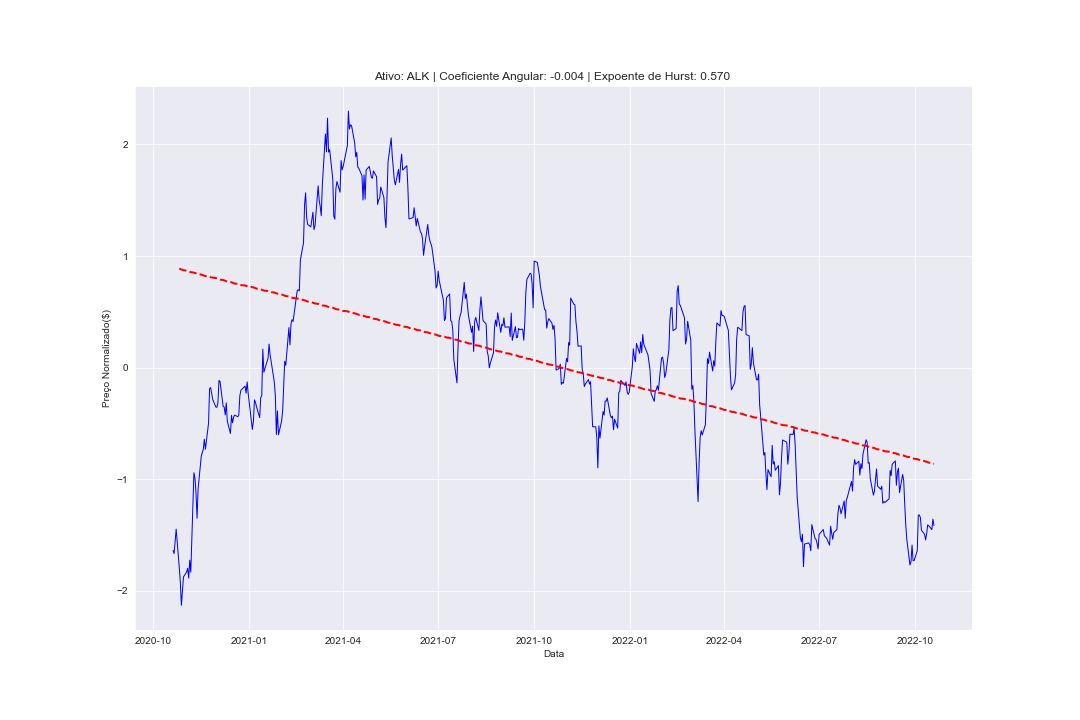 Ativo: ALK | Coeficiente Angular: -0.004 | Expoente de Hurst: 0.570
Preço Normalizado($)
2
1
0
−1
−2
2020-10 2021-01 2021-04 2021-07 2021-10 2022-01 2022-04 2022-07 2022-10
Data